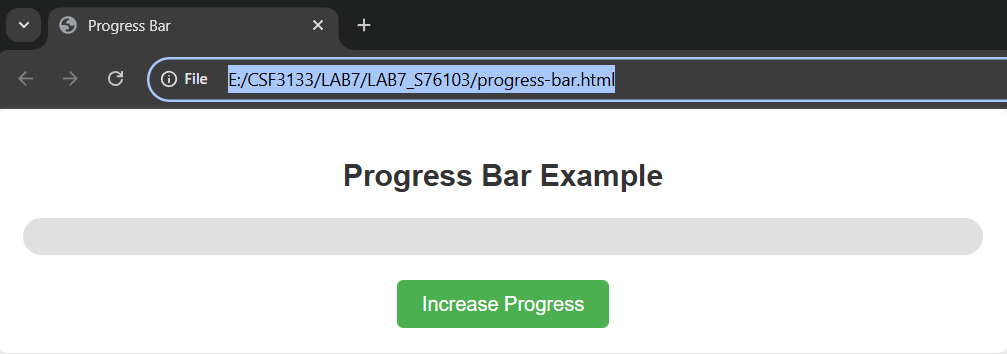 Progress Bar
File
E:/CSF3133/LAB7/LAB7_S76103/progress-bar.html
Progress Bar Example
Increase Progress